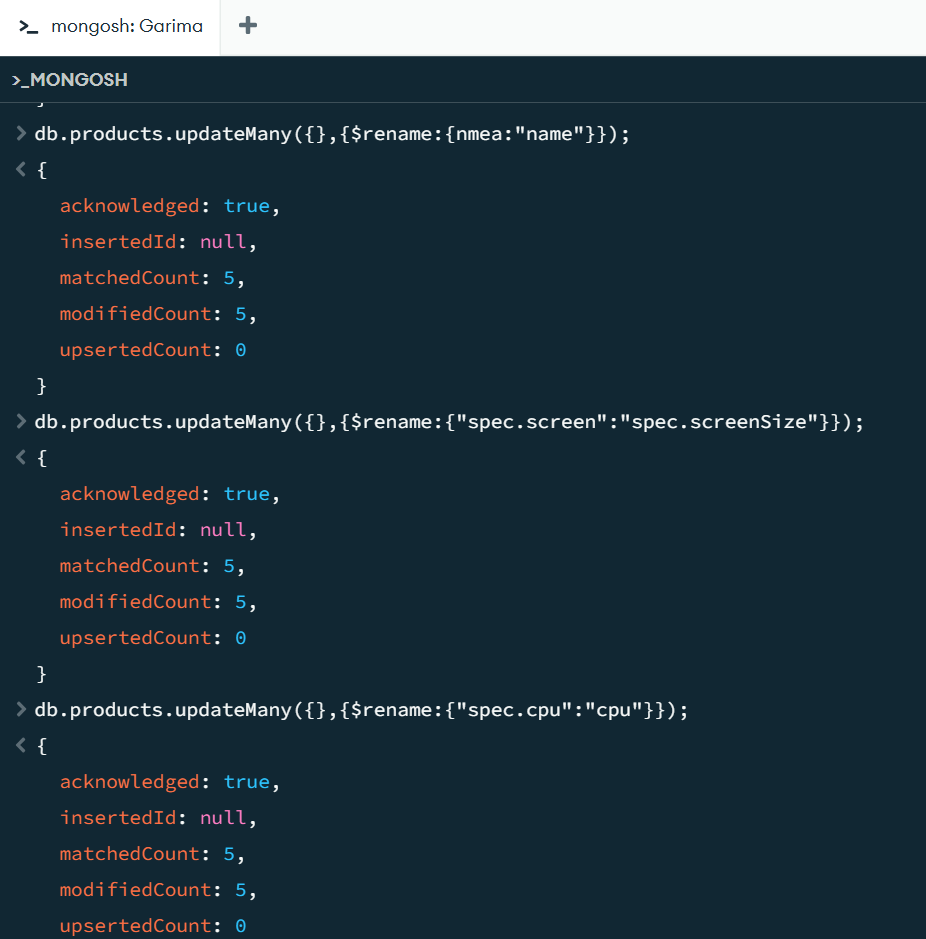 >_ mongosh: Garima +
>_MONGOSH
}
> db.products.updateMany({},{$rename:{nmea:"name"}});
< {
acknowledged: true,
insertedId: null,
matchedCount: 5,
modifiedCount: 5,
upsertedCount: 0
}
> db.products.updateMany({},{$rename:{"spec.screen":"spec.screenSize"}});
< {
acknowledged: true,
insertedId: null,
matchedCount: 5,
modifiedCount: 5,
upsertedCount: 0
}
> db.products.updateMany({},{$rename:{"spec.cpu":"cpu"}});
< {
acknowledged: true,
insertedId: null,
matchedCount: 5,
modifiedCount: 5,
upsertedCount: 0